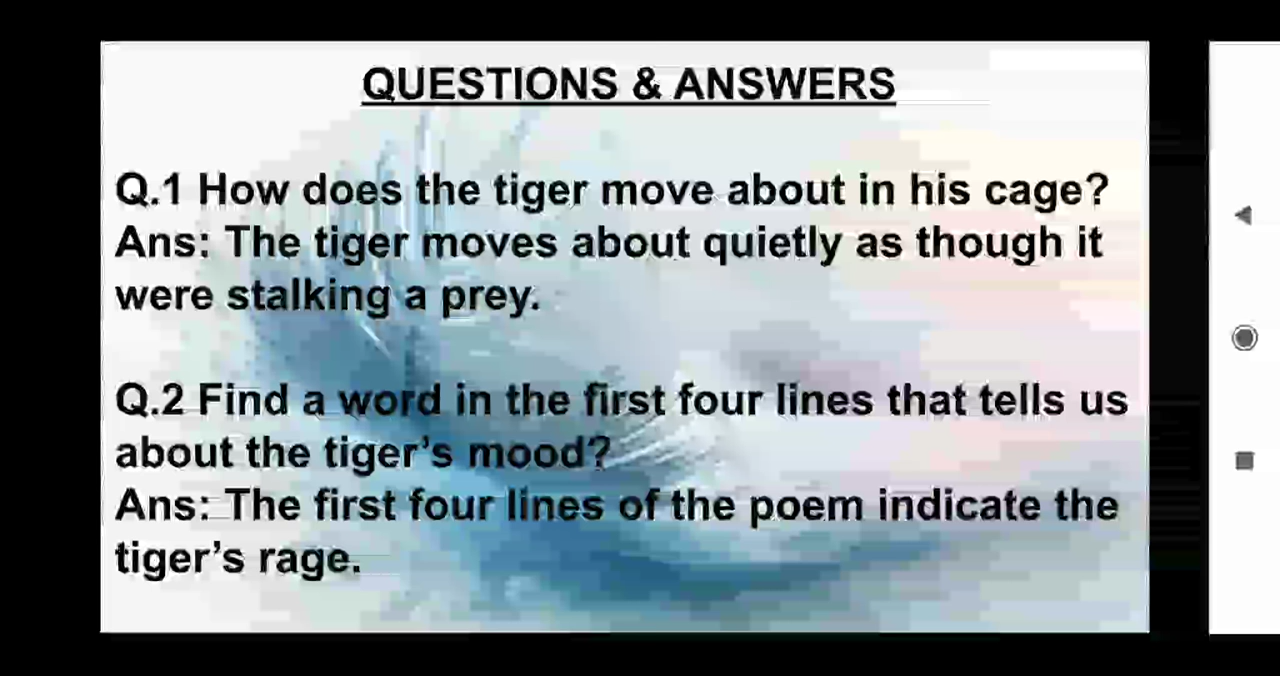 QUESTIONS & ANSWERS
Q.1 How does the tiger move about in his cage?
Ans: The tiger moves about quietly as though it
were stalking a prey.
Q.2 Find a word in the first four lines that tells us
about the tiger's mood?
Ans: The first four lines of the poem indicate the
tiger's rage.